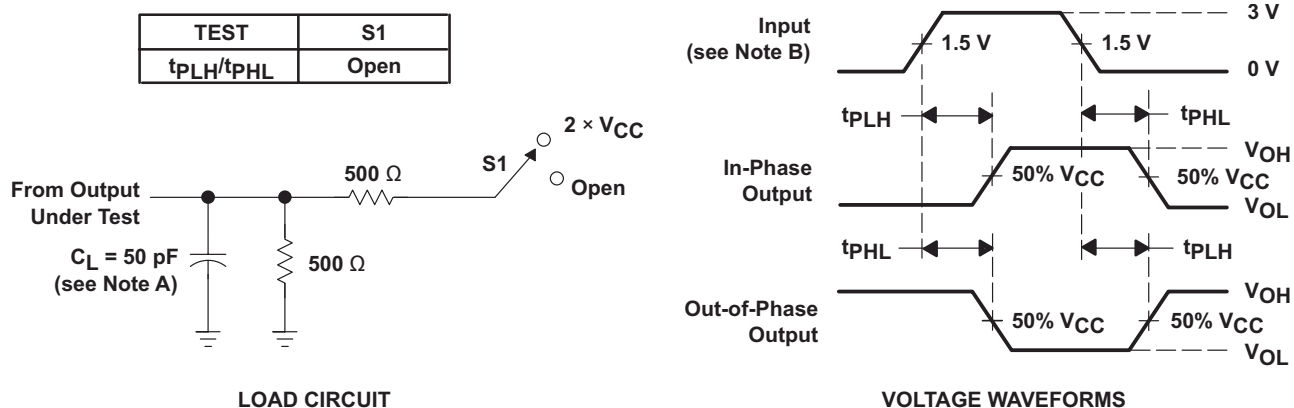 TEST S1
tPLH/tPHL Open
2 × VCC
S1
500 Ω
Open
From Output
Under Test
CL = 50 pF
(see Note A)
500 Ω
LOAD CIRCUIT
Input
(see Note B)
1.5 V
1.5 V
3 V
0 V
tPLH
tPHL
In-Phase
Output
50% VCC
VOH
50% VCC
VOL
tPHL
tPLH
Out-of-Phase
Output
50% VCC
VOH
50% VCC
VOL
VOLTAGE WAVEFORMS